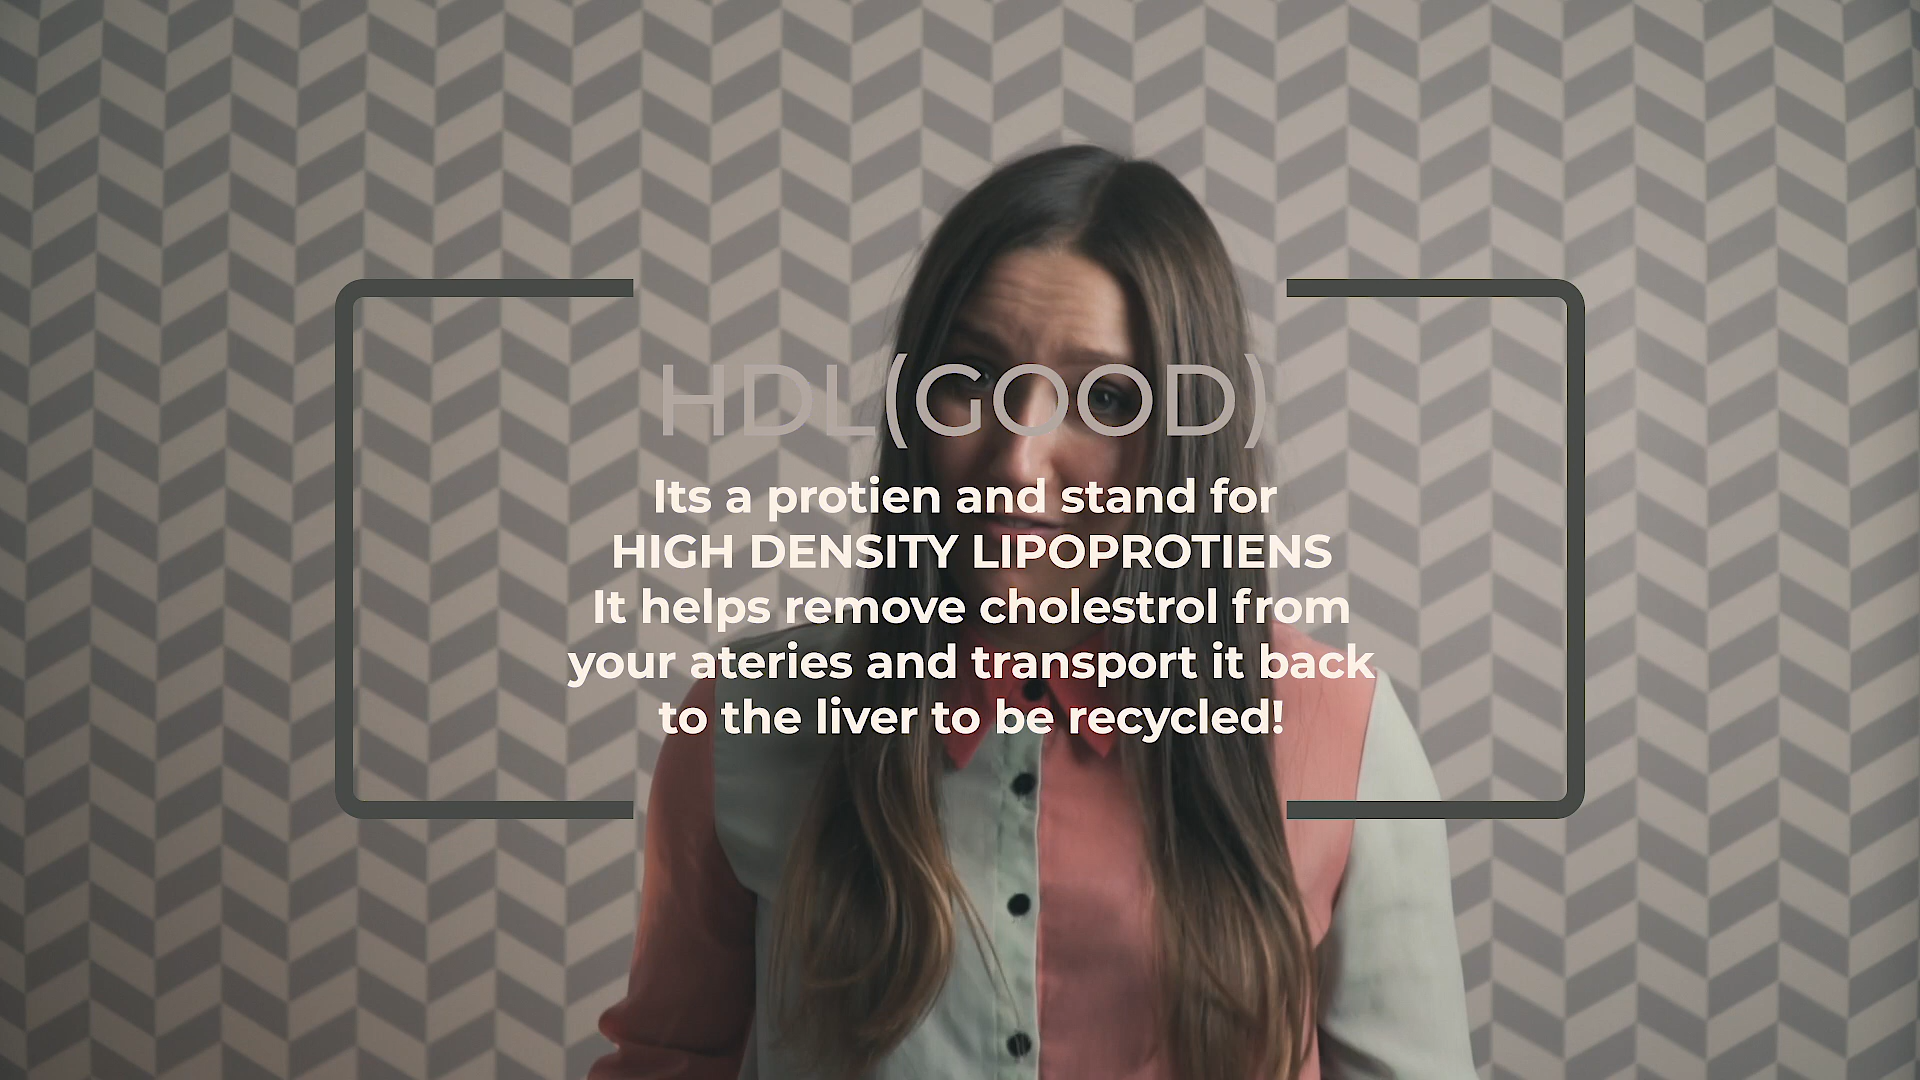 HDL(GOOD)
Its a protien and stand for
HIGH DENSITY LIPOPROTIENS
It helps remove cholestrol from
your ateries and transport it back
to the liver to be recycled!